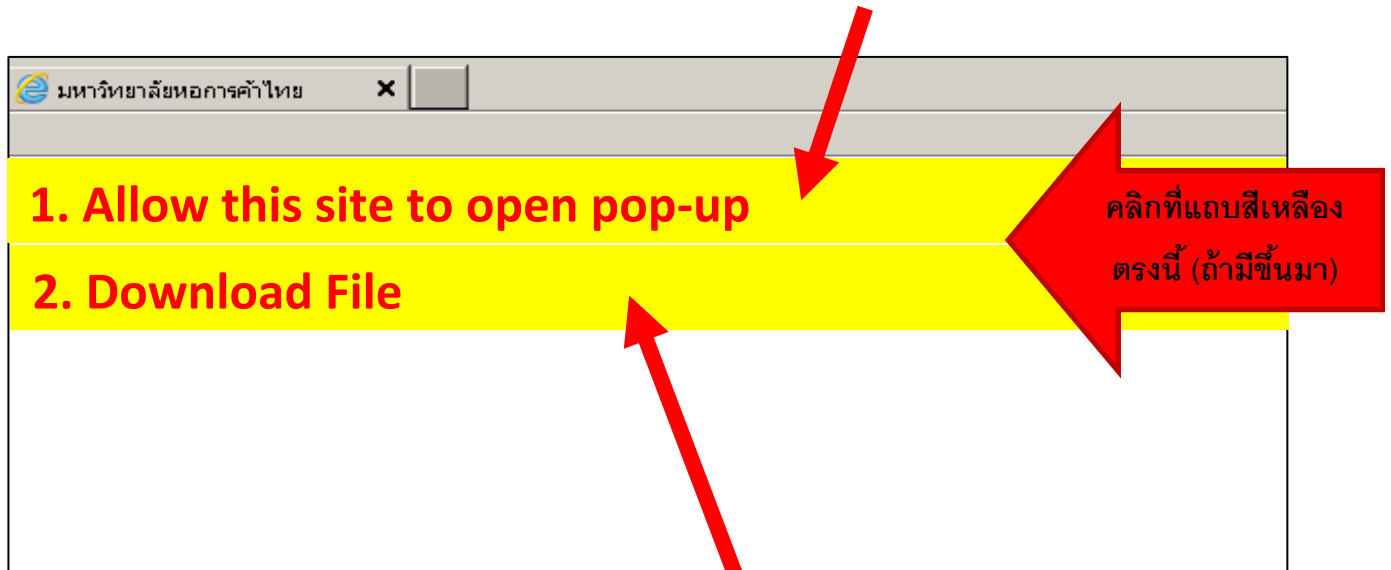 มหาวิทยาลัยหอการค้าไทย
1. Allow this site to open pop-up
2. Download File
คลิกที่แถบสีเหลือง
ตรงนี้ (ถ้ามีขึ้นมา)